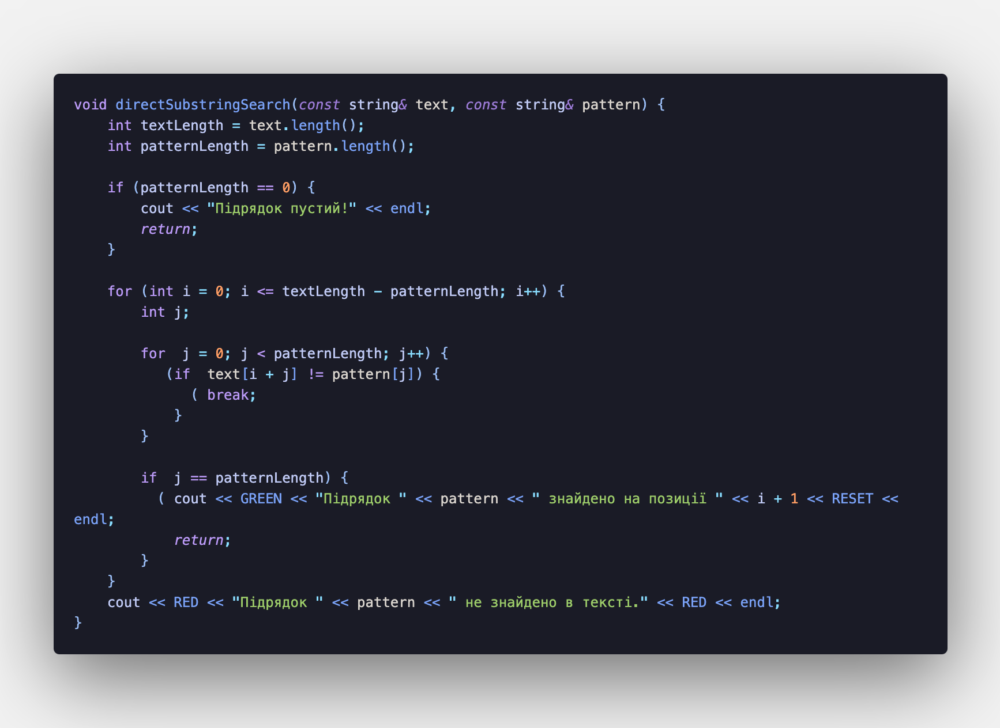 void directSubstringSearch(const string& text, const string& pattern) {
    int textLength = text.length();
    int patternLength = pattern.length();

    if (patternLength == 0) {
        cout << "Підрядок пустий!" << endl;
        return;
    }

    for (int i = 0; i <= textLength - patternLength; i++) {
        int j;

        for  j = 0; j < patternLength; j++) {
           (if  text[i + j] != pattern[j]) {
              ( break;
            }
        }

        if  j == patternLength) {
          ( cout << GREEN << "Підрядок " << pattern << " знайдено на позиції " << i + 1 << RESET <<
endl;
            return;
        }
    }
    cout << RED << "Підрядок " << pattern << " не знайдено в тексті." << RED << endl;
}